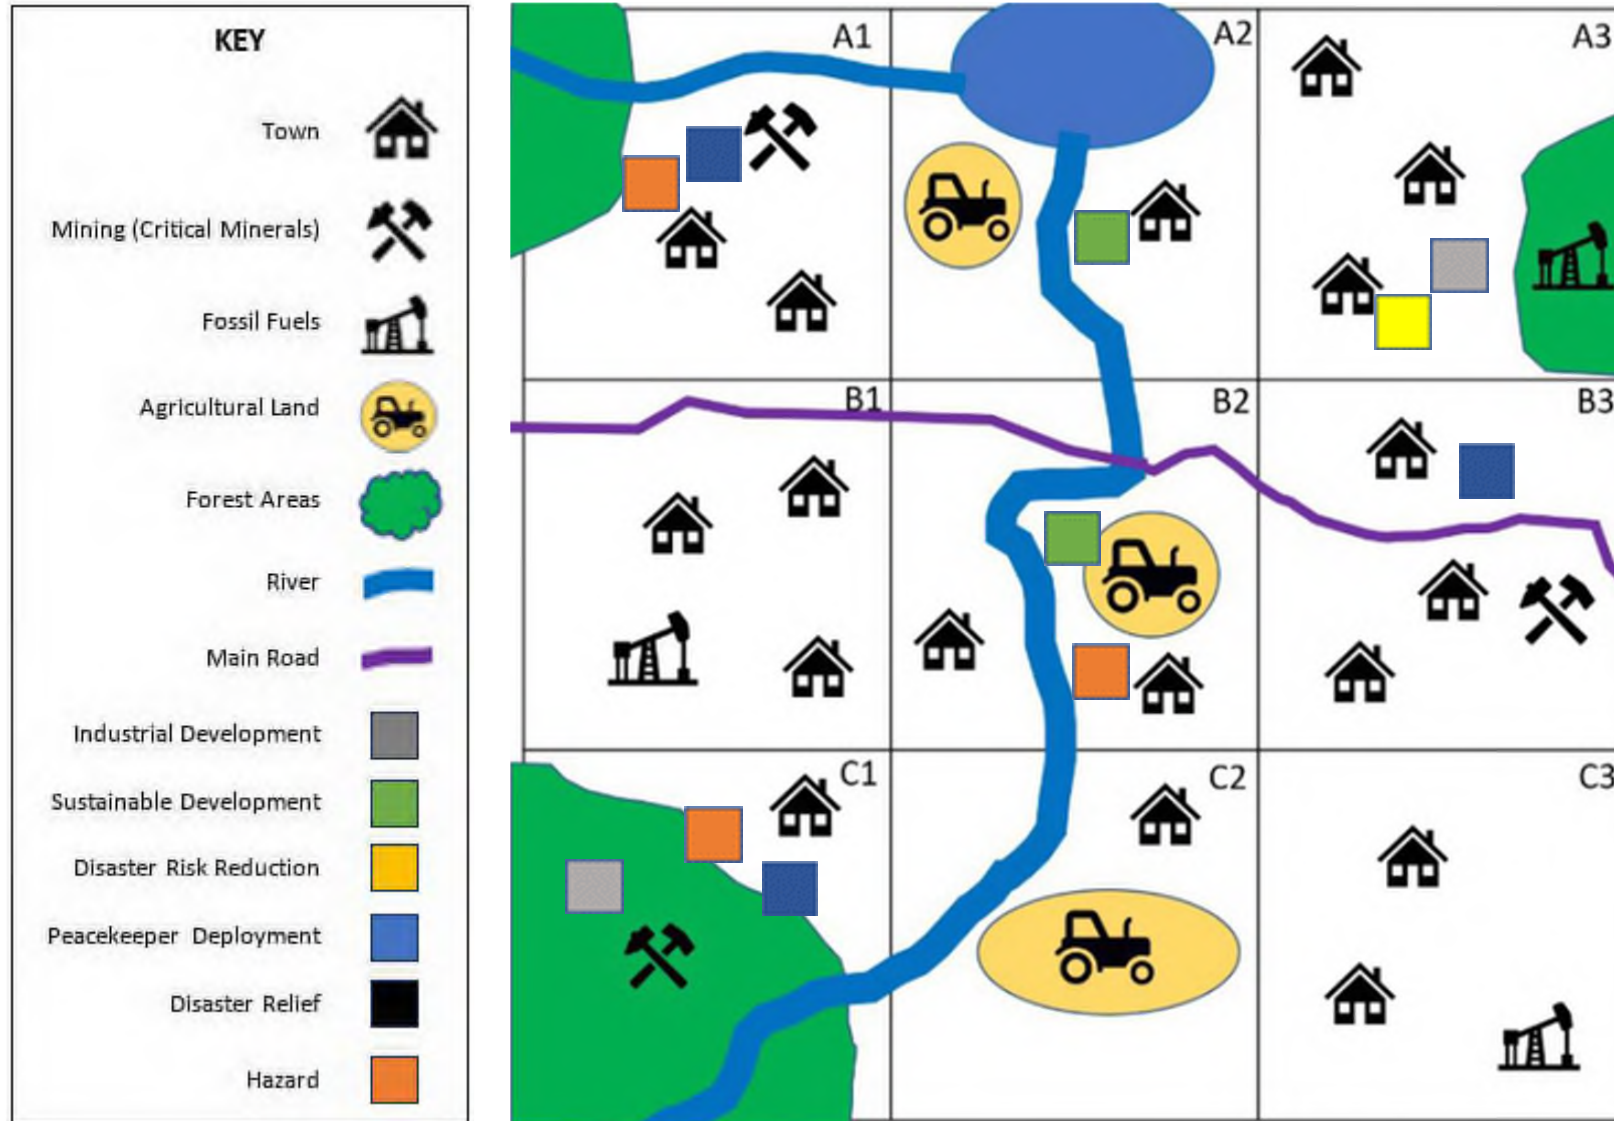 KEY
Town
Mining (Critical Minerals)
Fossil Fuels
Agricultural Land
Forest Areas
River
Main Road
Industrial Development
Sustainable Development
Disaster Risk Reduction
Peacekeeper Deployment
Disaster Relief
Hazard
A1
A2
A3
B1
B2
B3
C1
C2
C3